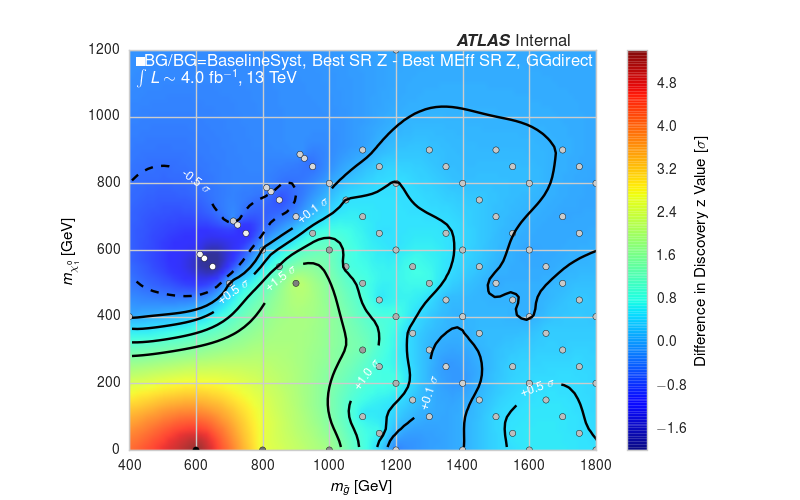 ATLAS Internal
BG/BG=BaselineSyst, Best SR Z - Best MEff SR Z, GGdirect
∫ L ∼ 4.0 fb⁻¹, 13 TeV
1200
1000
800
600
400
200
0
400 600 800 1000 1200 1400 1600 1800
m_g̃ [GeV]
m_χ̃₁⁰ [GeV]
-0.5 σ
+0.1 σ
+0.5 σ
+1.5 σ
+1.0 σ
+0.1 σ
+0.5 σ
4.8
4.0
3.2
2.4
1.6
0.8
0.0
−0.8
−1.6
Difference in Discovery z Value [σ]